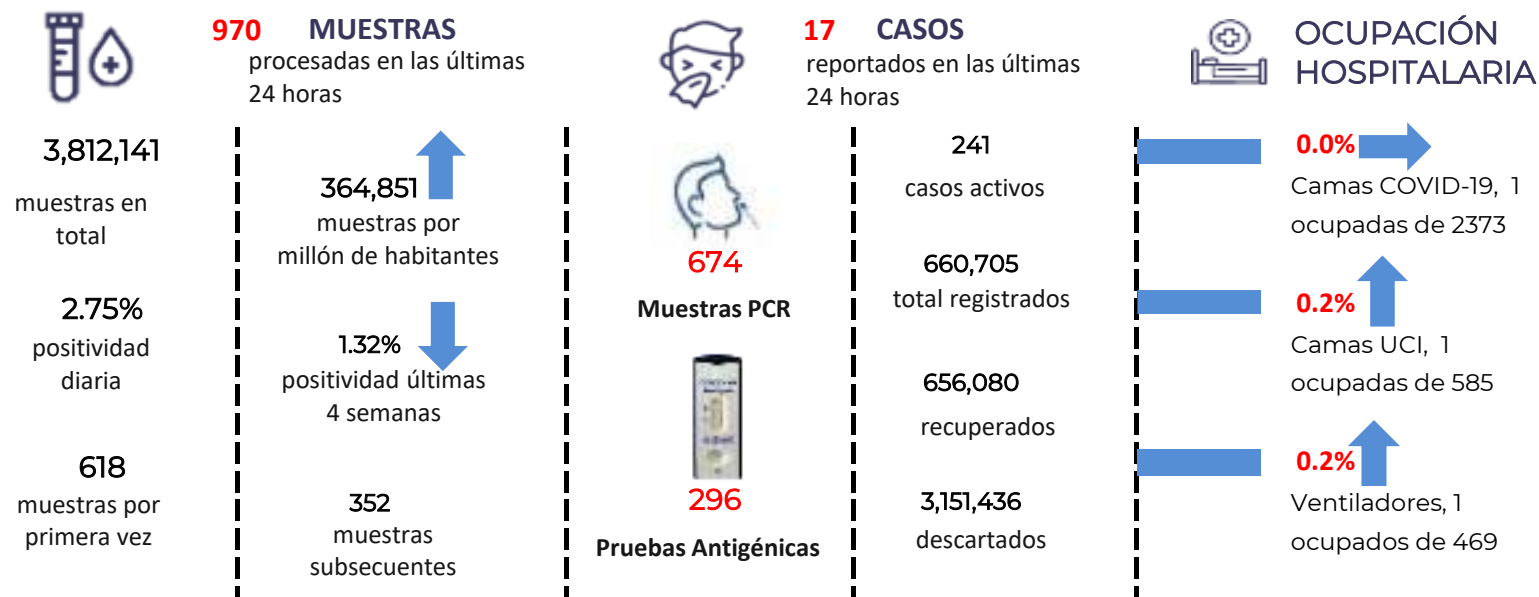 970 MUESTRAS
procesadas en las últimas
24 horas
3,812,141
muestras en
total
2.75%
positividad
diaria
618
muestras por
primera vez
364,851
muestras por
millón de habitantes
1.32%
positividad últimas
4 semanas
352
muestras
subsecuentes
674
Muestras PCR
296
Pruebas Antigénicas
17 CASOS
reportados en las últimas
24 horas
241
casos activos
660,705
total registrados
656,080
recuperados
3,151,436
descartados
OCUPACIÓN
HOSPITALARIA
0.0%
Camas COVID-19, 1
ocupadas de 2373
0.2%
Camas UCI, 1
ocupadas de 585
0.2%
Ventiladores, 1
ocupados de 469